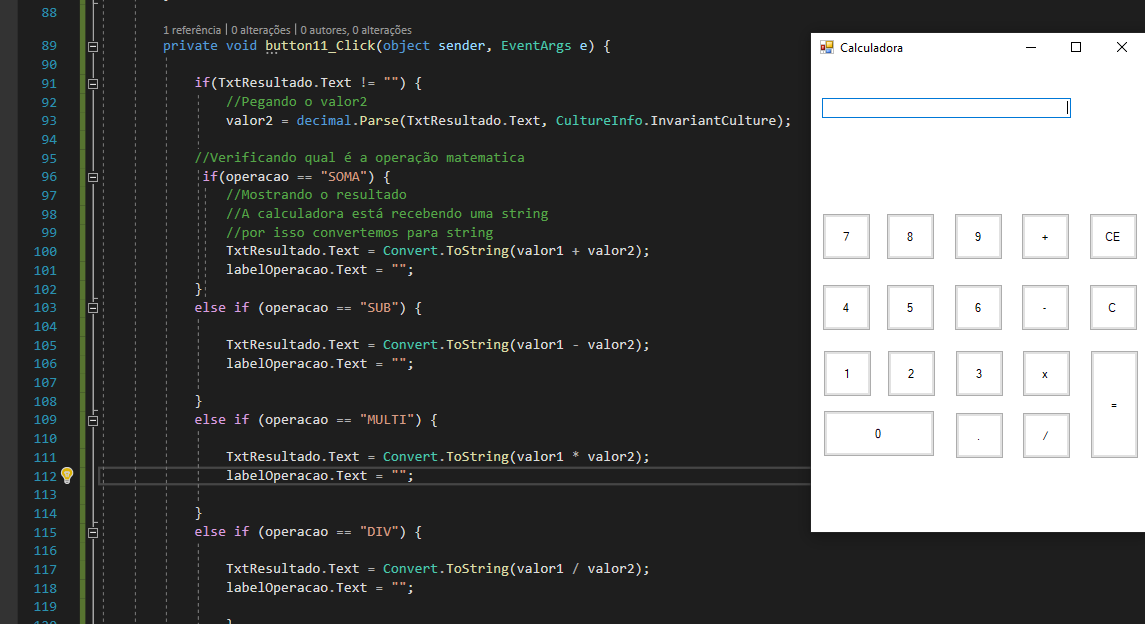 88
1 referência | 0 alterações | 0 autores, 0 alterações
89 private void button11_Click(object sender, EventArgs e) {
90
91 if(TxtResultado.Text != "") {
92 //Pegando o valor2
93 valor2 = decimal.Parse(TxtResultado.Text, CultureInfo.InvariantCulture);
94
95 //Verificando qual é a operação matematica
96 if(operacao == "SOMA") {
97 //Mostrando o resultado
98 //A calculadora está recebendo uma string
99 //por isso convertemos para string
100 TxtResultado.Text = Convert.ToString(valor1 + valor2);
101 labelOperacao.Text = "";
102 }
103 else if (operacao == "SUB") {
104
105 TxtResultado.Text = Convert.ToString(valor1 - valor2);
106 labelOperacao.Text = "";
107
108 }
109 else if (operacao == "MULTI") {
110
111 TxtResultado.Text = Convert.ToString(valor1 * valor2);
112 labelOperacao.Text = "";
113
114 }
115 else if (operacao == "DIV") {
116
117 TxtResultado.Text = Convert.ToString(valor1 / valor2);
118 labelOperacao.Text = "";
119
120 }
Calculadora
7 8 9 + CE
4 5 6 - C
1 2 3 x =
0 . /